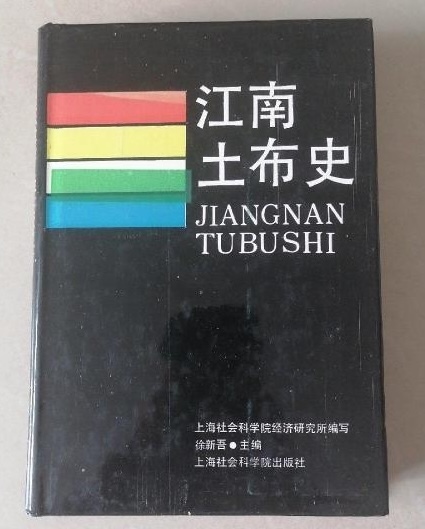 江南
土布史
JIANGNAN
TUBUSHI
上海社会科学院经济研究所编写
徐新吾●主编
上海社会科学院出版社